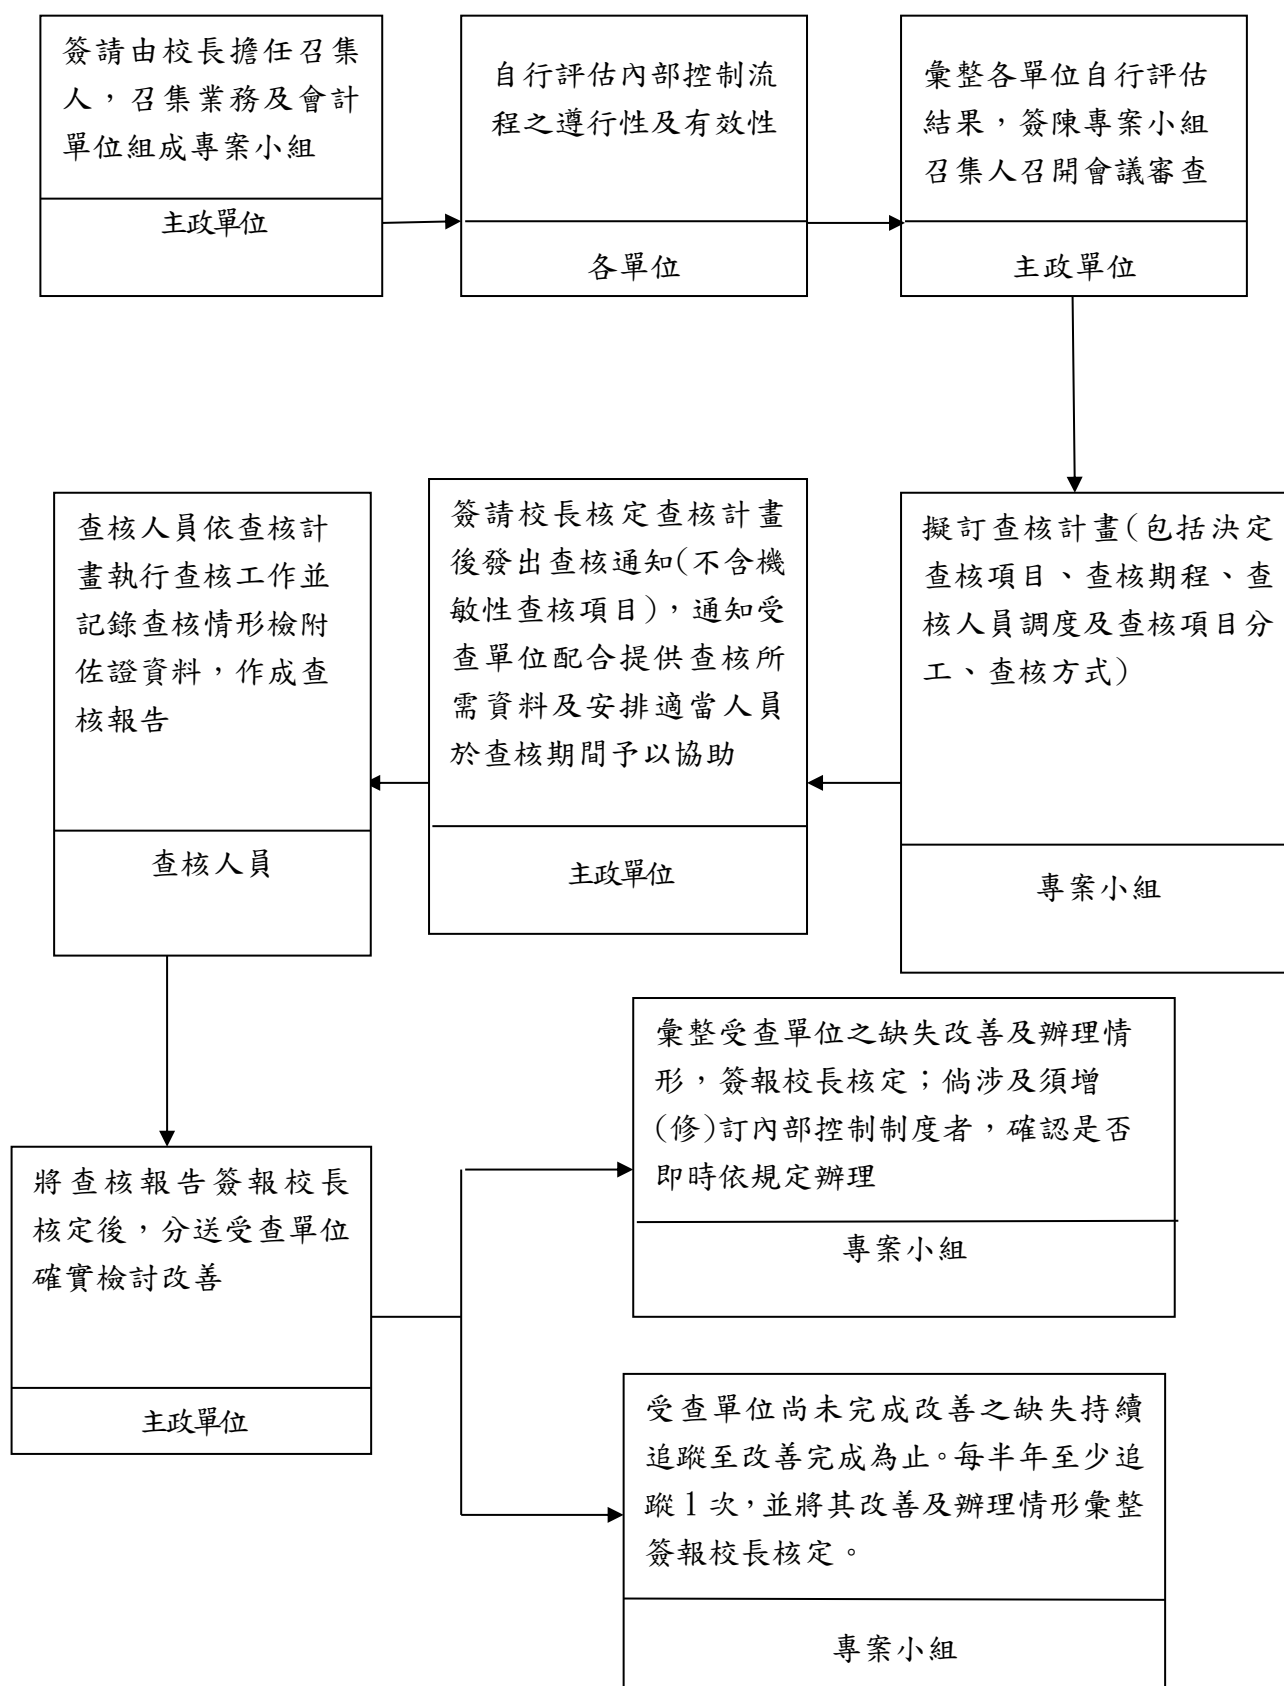 簽請由校長擔任召集
人，召集業務及會計
單位組成專案小組
主政單位
自行評估內部控制流
程之遵行性及有效性
各單位
彙整各單位自行評估
結果，簽陳專案小組
召集人召開會議審查
主政單位
擬訂查核計畫(包括決定
查核項目、查核期程、查
核人員調度及查核項目分
工、查核方式)
專案小組
簽請校長核定查核計畫
後發出查核通知(不含機
敏性查核項目)，通知受
查單位配合提供查核所
需資料及安排適當人員
於查核期間予以協助
主政單位
查核人員依查核計
畫執行查核工作並
記錄查核情形檢附
佐證資料，作成查
核報告
查核人員
將查核報告簽報校長
核定後，分送受查單位
確實檢討改善
主政單位
彙整受查單位之缺失改善及辦理情
形，簽報校長核定；倘涉及須增
(修)訂內部控制制度者，確認是否
即時依規定辦理
專案小組
受查單位尚未完成改善之缺失持續
追蹤至改善完成為止。每半年至少追
蹤1次，並將其改善及辦理情形彙整
簽報校長核定。
專案小組